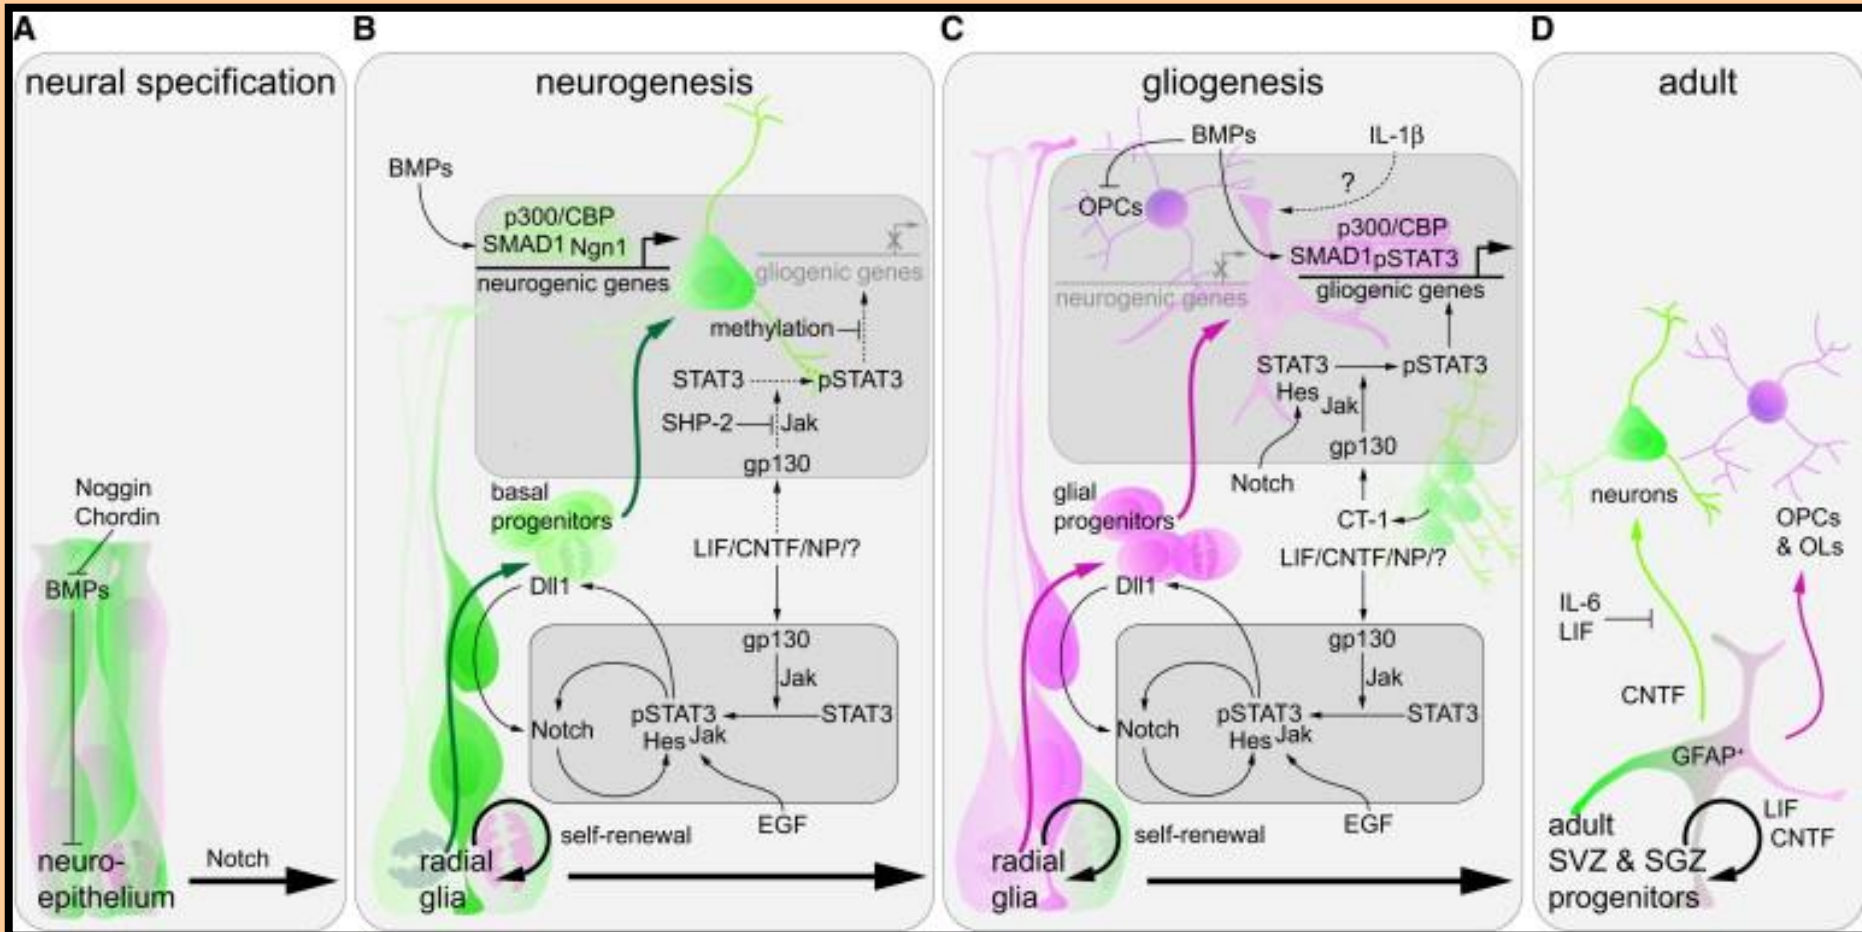 A
neural specification
Noggin
Chordin
BMPs
neuro-
epithelium
Notch
B
neurogenesis
BMPs
p300/CBP
SMAD1 Ngn1
neurogenic genes
X
gliogenic genes
methylation
STAT3
pSTAT3
SHP-2
Jak
gp130
basal
progenitors
LIF/CNTF/NP/?
Dll1
gp130
Jak
Notch
pSTAT3
STAT3
Hes
Jak
EGF
self-renewal
radial
glia
C
gliogenesis
BMPs
IL-1β
?
OPCs
p300/CBP
SMAD1 pSTAT3
X
neurogenic genes
gliogenic genes
STAT3
pSTAT3
Hes
Jak
gp130
Notch
glial
progenitors
CT-1
LIF/CNTF/NP/?
Dll1
gp130
Jak
Notch
pSTAT3
STAT3
Hes
Jak
EGF
self-renewal
radial
glia
D
adult
neurons
OPCs
& OLs
IL-6
LIF
CNTF
GFAP+
LIF
CNTF
adult
SVZ & SGZ
progenitors